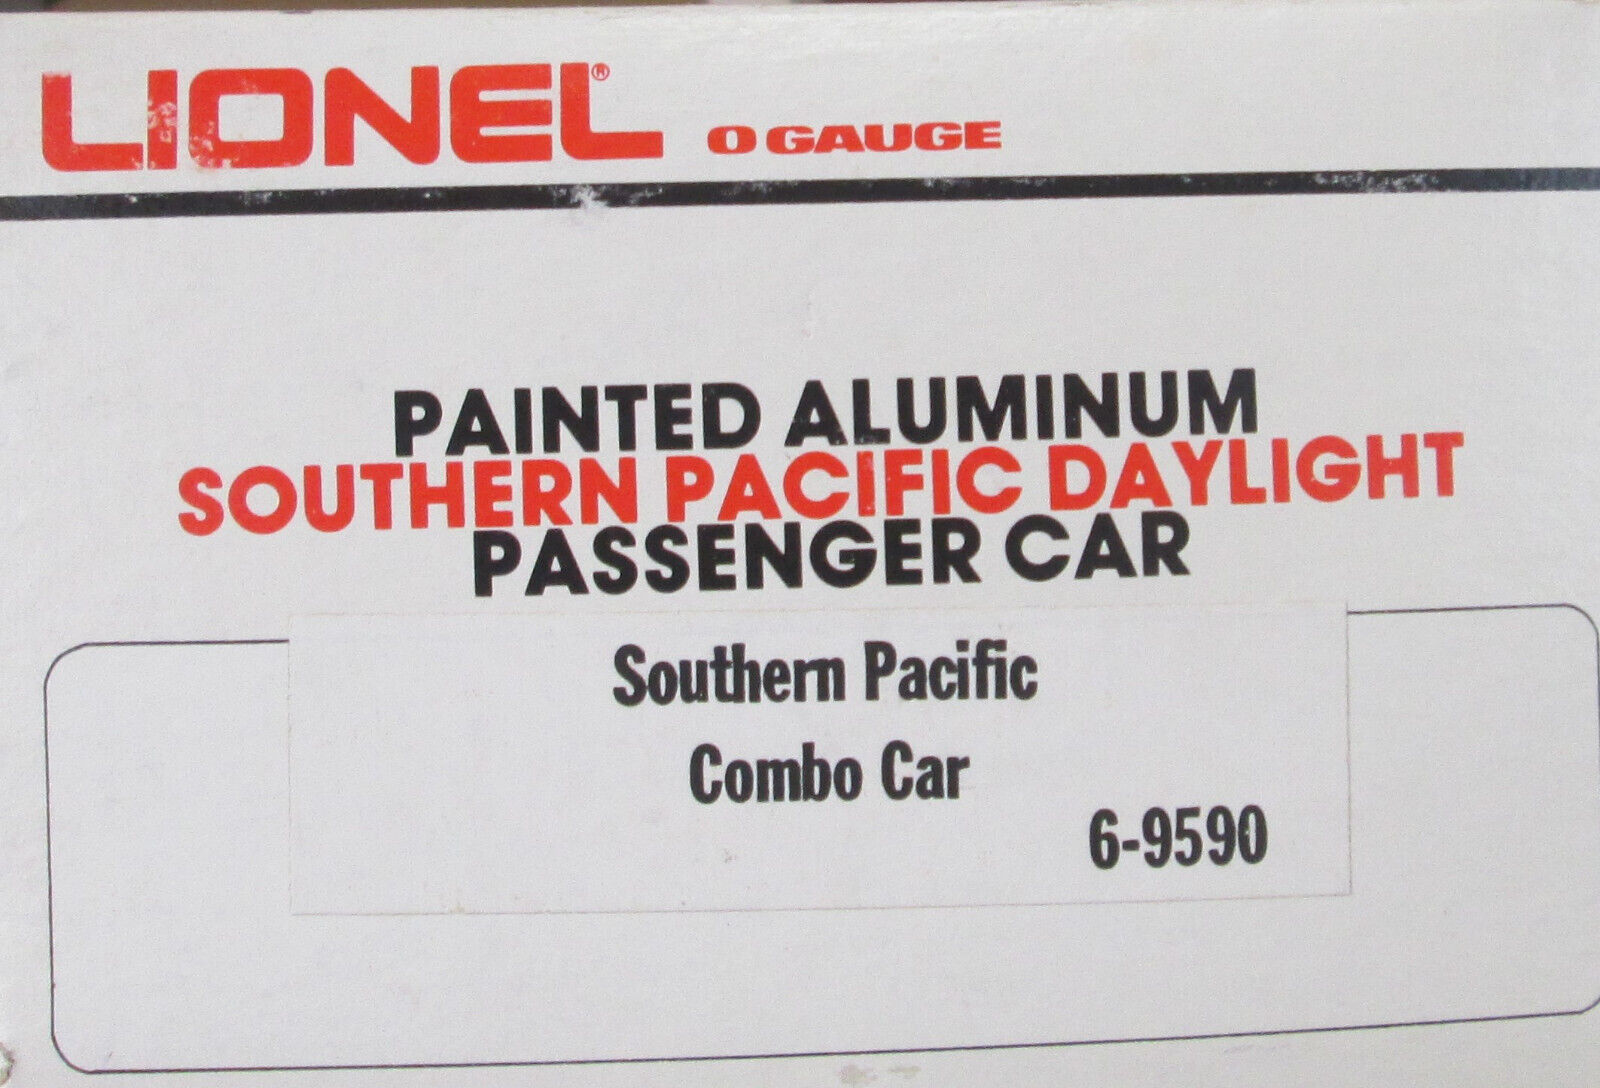 LIONEL® O GAUGE
PAINTED ALUMINUM
SOUTHERN PACIFIC DAYLIGHT
PASSENGER CAR
Southern Pacific
Combo Car
6-9590